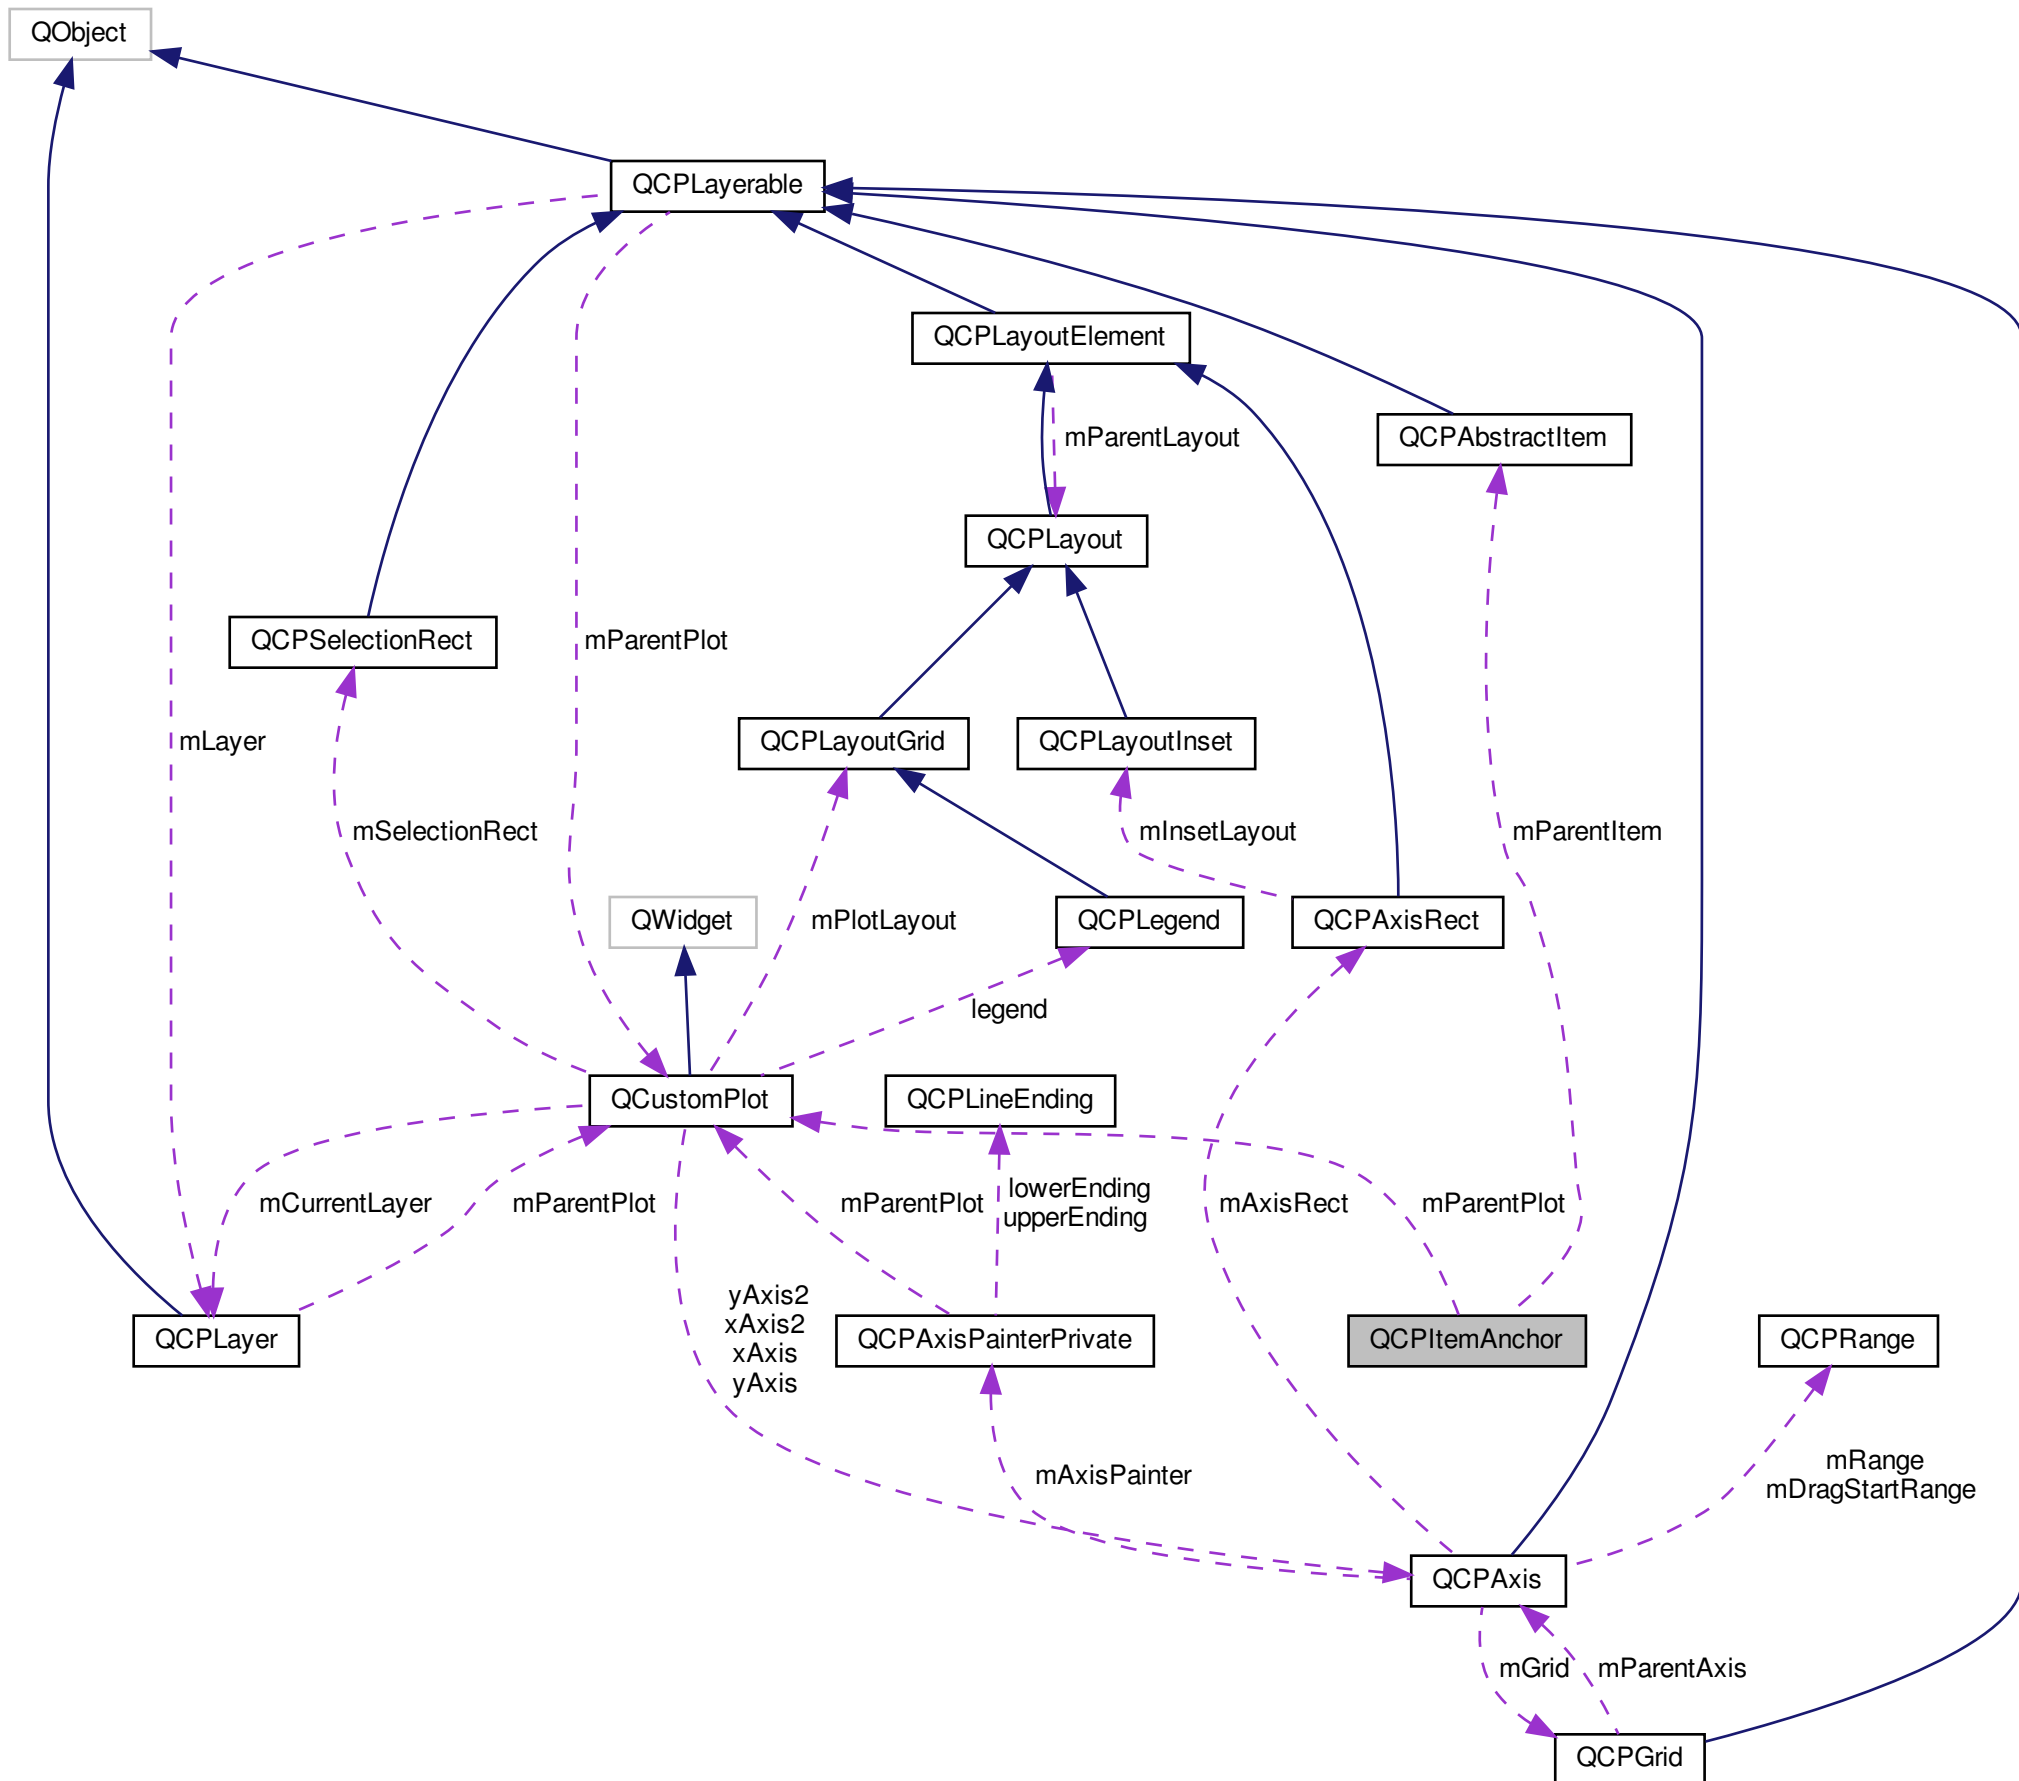 QObject
QCPLayerable
QCPLayoutElement
mParentLayout
QCPAbstractItem
QCPLayout
QCPSelectionRect
mParentPlot
mLayer
QCPLayoutGrid
QCPLayoutInset
mSelectionRect
mInsetLayout
mParentItem
QWidget
mPlotLayout
QCPLegend
QCPAxisRect
legend
QCustomPlot
QCPLineEnding
mCurrentLayer
mParentPlot
mParentPlot
lowerEnding
upperEnding
mAxisRect
mParentPlot
yAxis2
xAxis2
xAxis
yAxis
QCPLayer
QCPAxisPainterPrivate
QCPItemAnchor
QCPRange
mAxisPainter
mRange
mDragStartRange
QCPAxis
mGrid
mParentAxis
QCPGrid